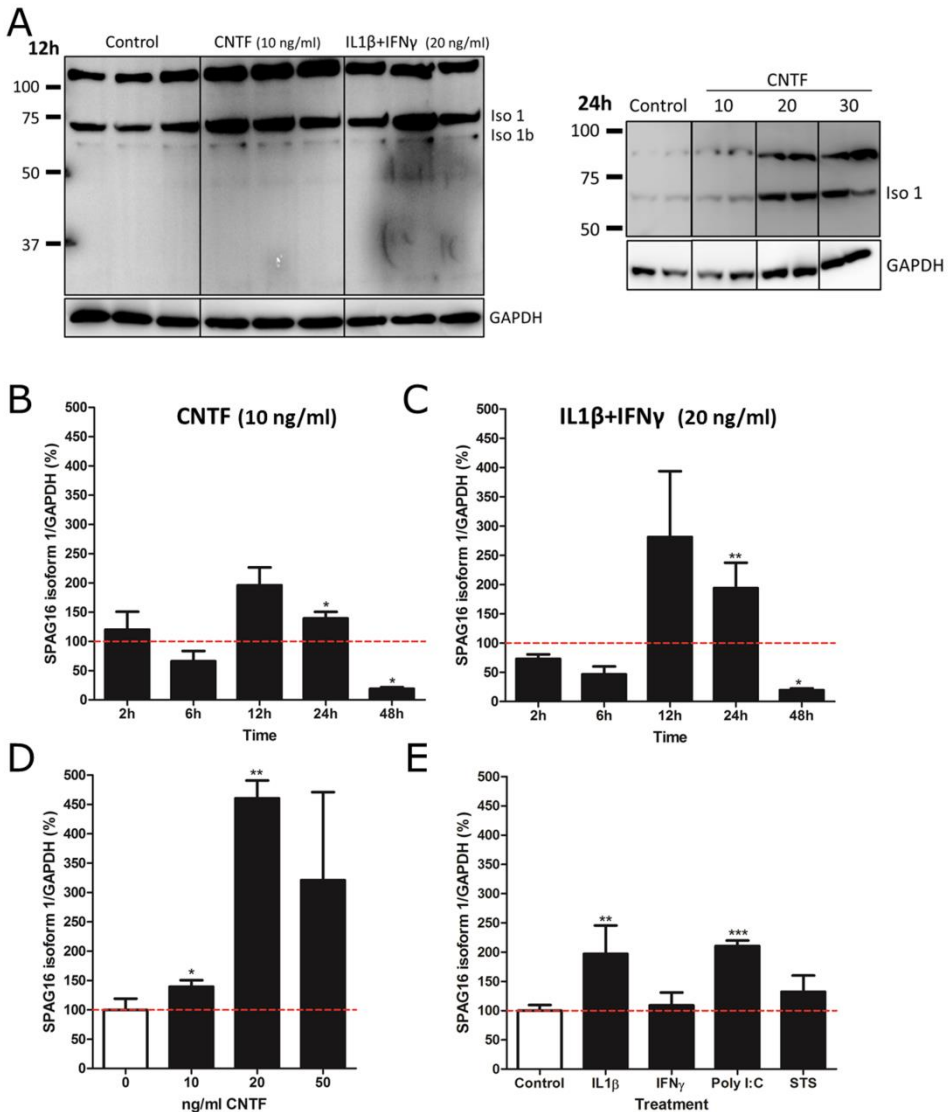 A
12h
Control
CNTF (10 ng/ml)
IL1β+IFNγ (20 ng/ml)
100
75
50
37
Iso 1
Iso 1b
GAPDH
CNTF
24h
Control
10 20 30
100
75
50
Iso 1
GAPDH
B
CNTF (10 ng/ml)
SPAG16 isoform 1/GAPDH (%)
500
450
400
350
300
250
200
150
100
50
0
*
*
2h 6h 12h 24h 48h
Time
C
IL1β+IFNγ (20 ng/ml)
SPAG16 isoform 1/GAPDH (%)
500
450
400
350
300
250
200
150
100
50
0
**
*
2h 6h 12h 24h 48h
Time
D
SPAG16 isoform 1/GAPDH (%)
500
450
400
350
300
250
200
150
100
50
0
*
**
0 10 20 50
ng/ml CNTF
E
SPAG16 isoform 1/GAPDH (%)
500
450
400
350
300
250
200
150
100
50
0
**
***
Control IL1β IFNγ Poly I:C STS
Treatment